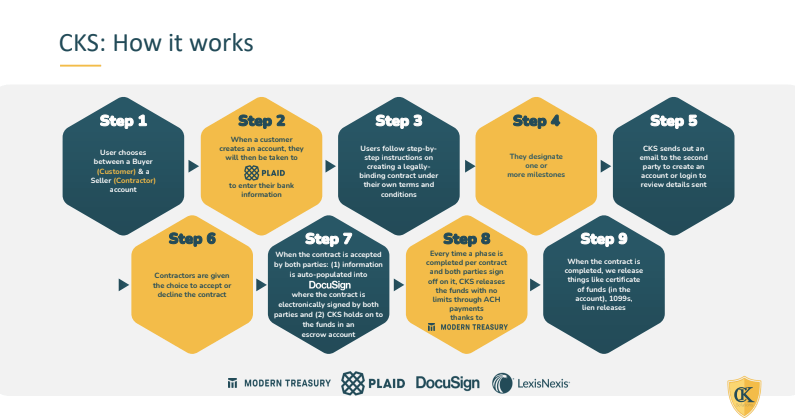 CKS: How it works
Step 1
User chooses
between a Buyer
(Customer) & a
Seller (Contractor)
account
Step 2
When a customer
creates an account, they
will then be taken to
PLAID
to enter their bank
information
Step 3
Users follow step-by-
step instructions on
creating a legally-
binding contract under
their own terms and
conditions
Step 4
They designate
one or
more milestones
Step 5
CKS sends out an
email to the second
party to create an
account or login to
review details sent
Step 6
Contractors are given
the choice to accept or
decline the contract
Step 7
When the contract is accepted
by both parties: (1) information
is auto-populated into
DocuSign
where the contract is
electronically signed by both
parties and (2) CKS holds on to
the funds in an
escrow account
Step 8
Every time a phase is
completed per contract
and both parties sign
off on it, CKS releases
the funds with no
limits through ACH
payments
thanks to
MODERN TREASURY
Step 9
When the contract is
completed, we release
things like certificate
of funds (in the
account), 1099s,
lien releases
MODERN TREASURY
PLAID
DocuSign
LexisNexis
CK